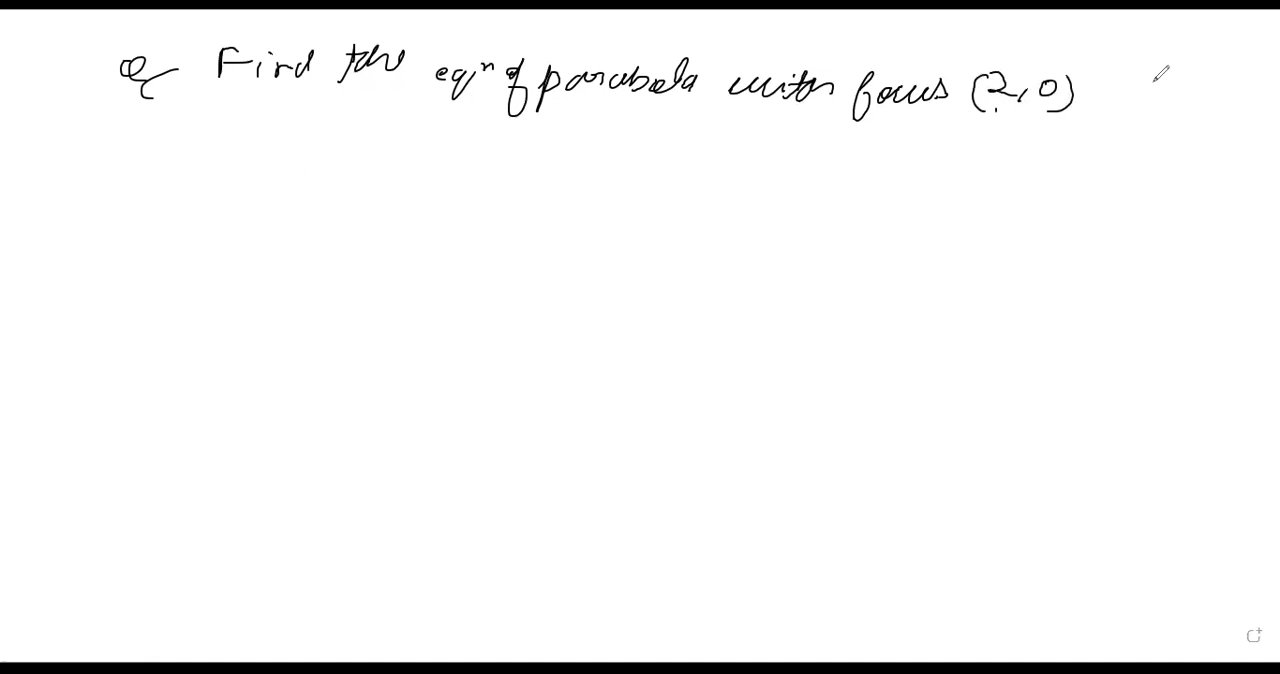 Q Find the eqⁿ of parabola with focus (2,0)